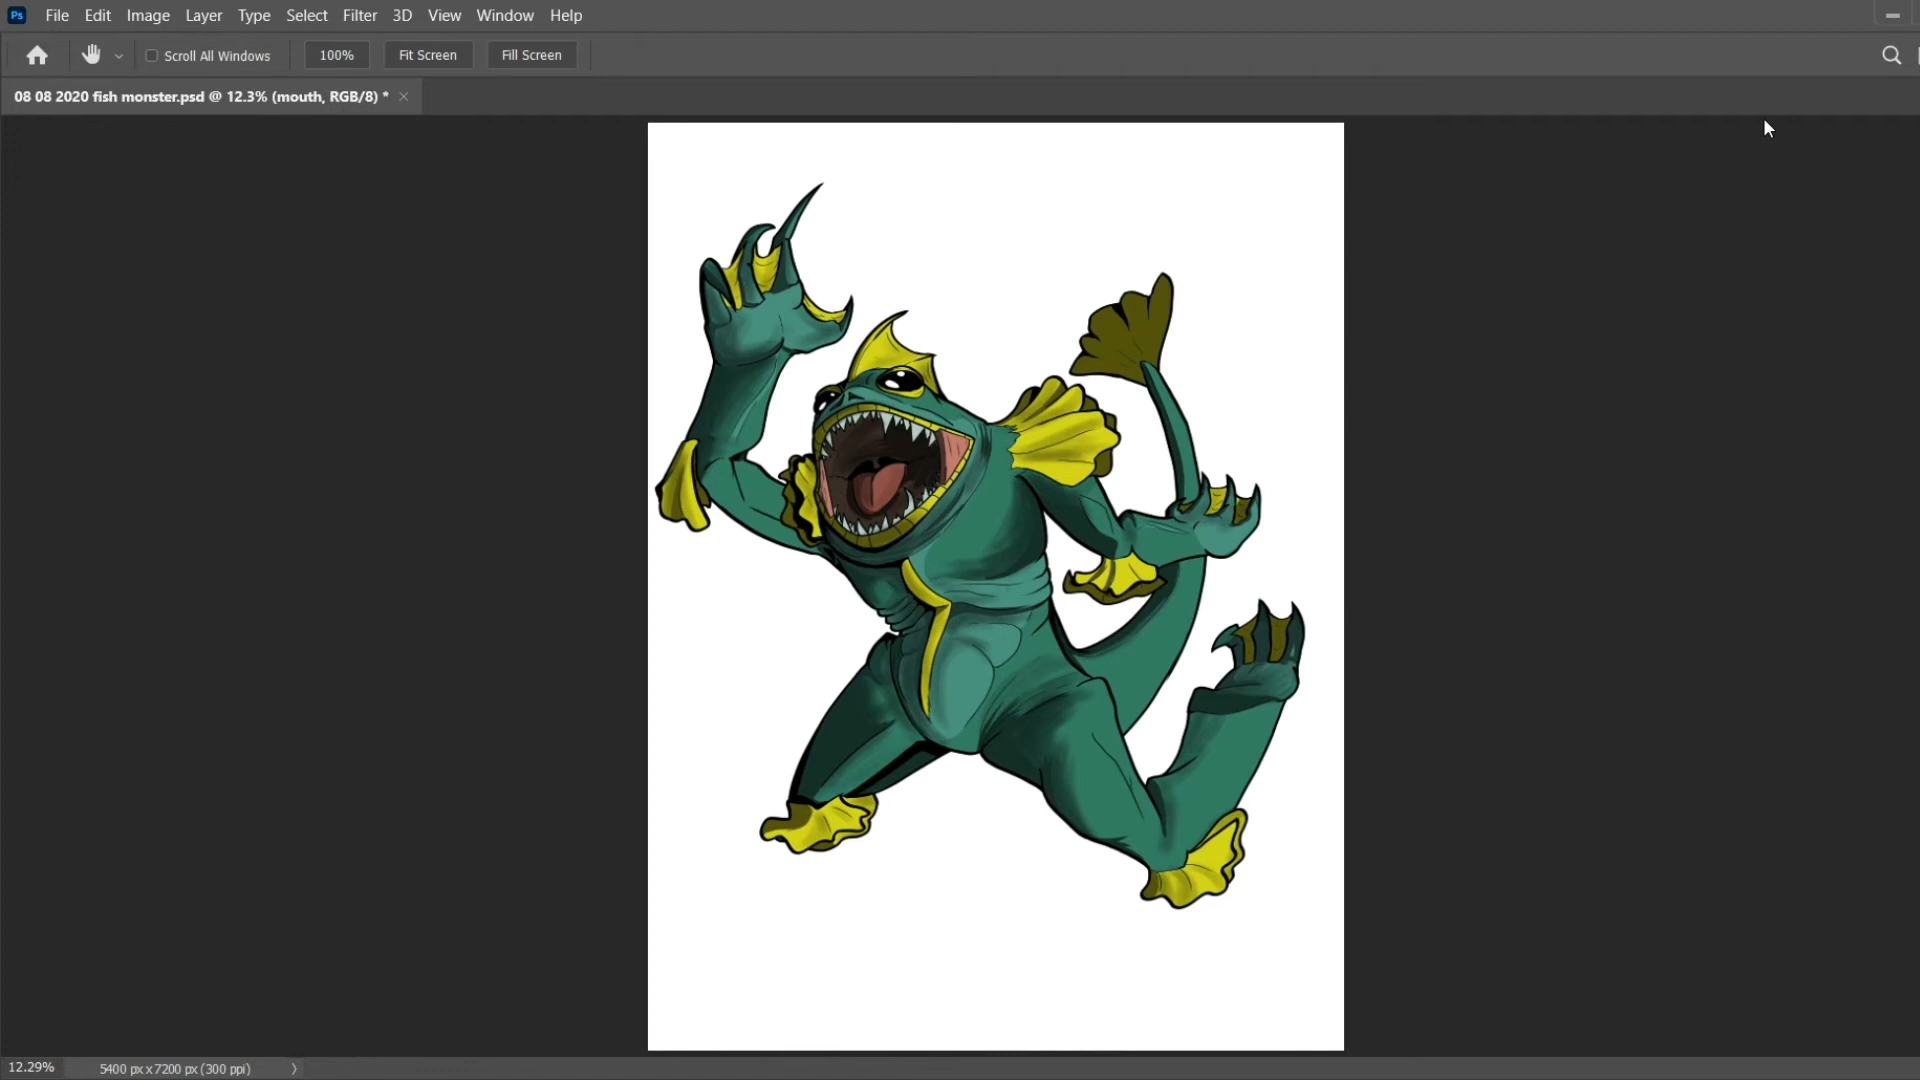 Ps File Edit Image Layer Type Select Filter 3D View Window Help
Scroll All Windows 100% Fit Screen Fill Screen
08 08 2020 fish monster.psd @ 12.3% (mouth, RGB/8) * ×
12.29% 5400 px x 7200 px (300 ppi) 〉